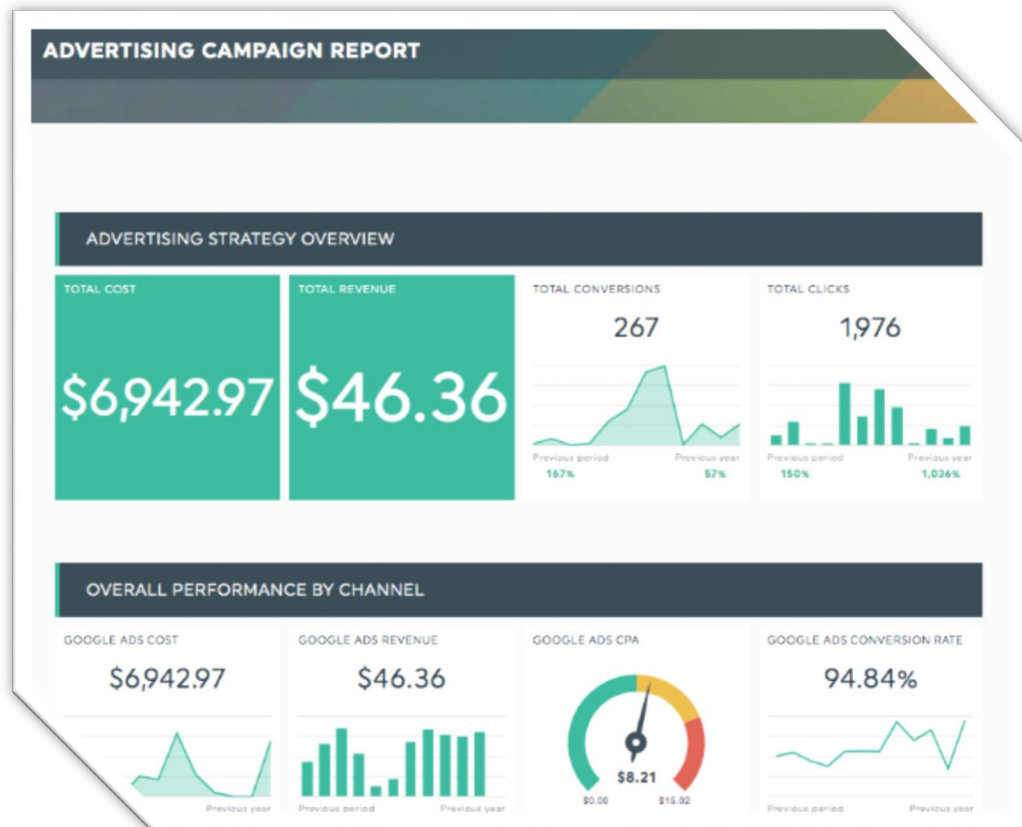 ADVERTISING CAMPAIGN REPORT
ADVERTISING STRATEGY OVERVIEW
TOTAL COST
$6,942.97
TOTAL REVENUE
$46.36
TOTAL CONVERSIONS
267
Previous period Previous year
167% 57%
TOTAL CLICKS
1,976
Previous period Previous year
150% 1,036%
OVERALL PERFORMANCE BY CHANNEL
GOOGLE ADS COST
$6,942.97
Previous year
GOOGLE ADS REVENUE
$46.36
Previous period Previous year
GOOGLE ADS CPA
$8.21
$0.00 $15.02
GOOGLE ADS CONVERSION RATE
94.84%
Previous period Previous year